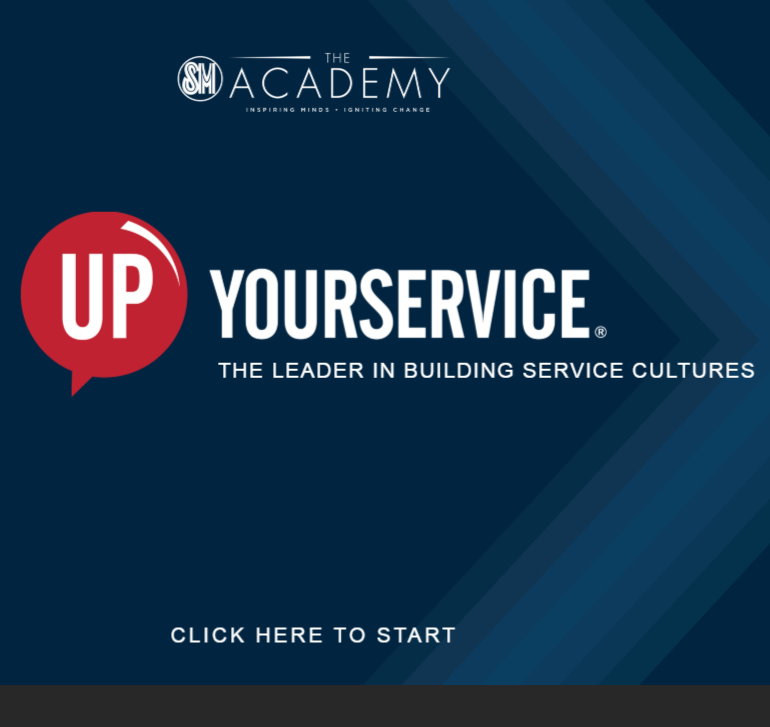 THE
SM ACADEMY
INSPIRING MINDS • IGNITING CHANGE
UP YOURSERVICE®
THE LEADER IN BUILDING SERVICE CULTURES
CLICK HERE TO START